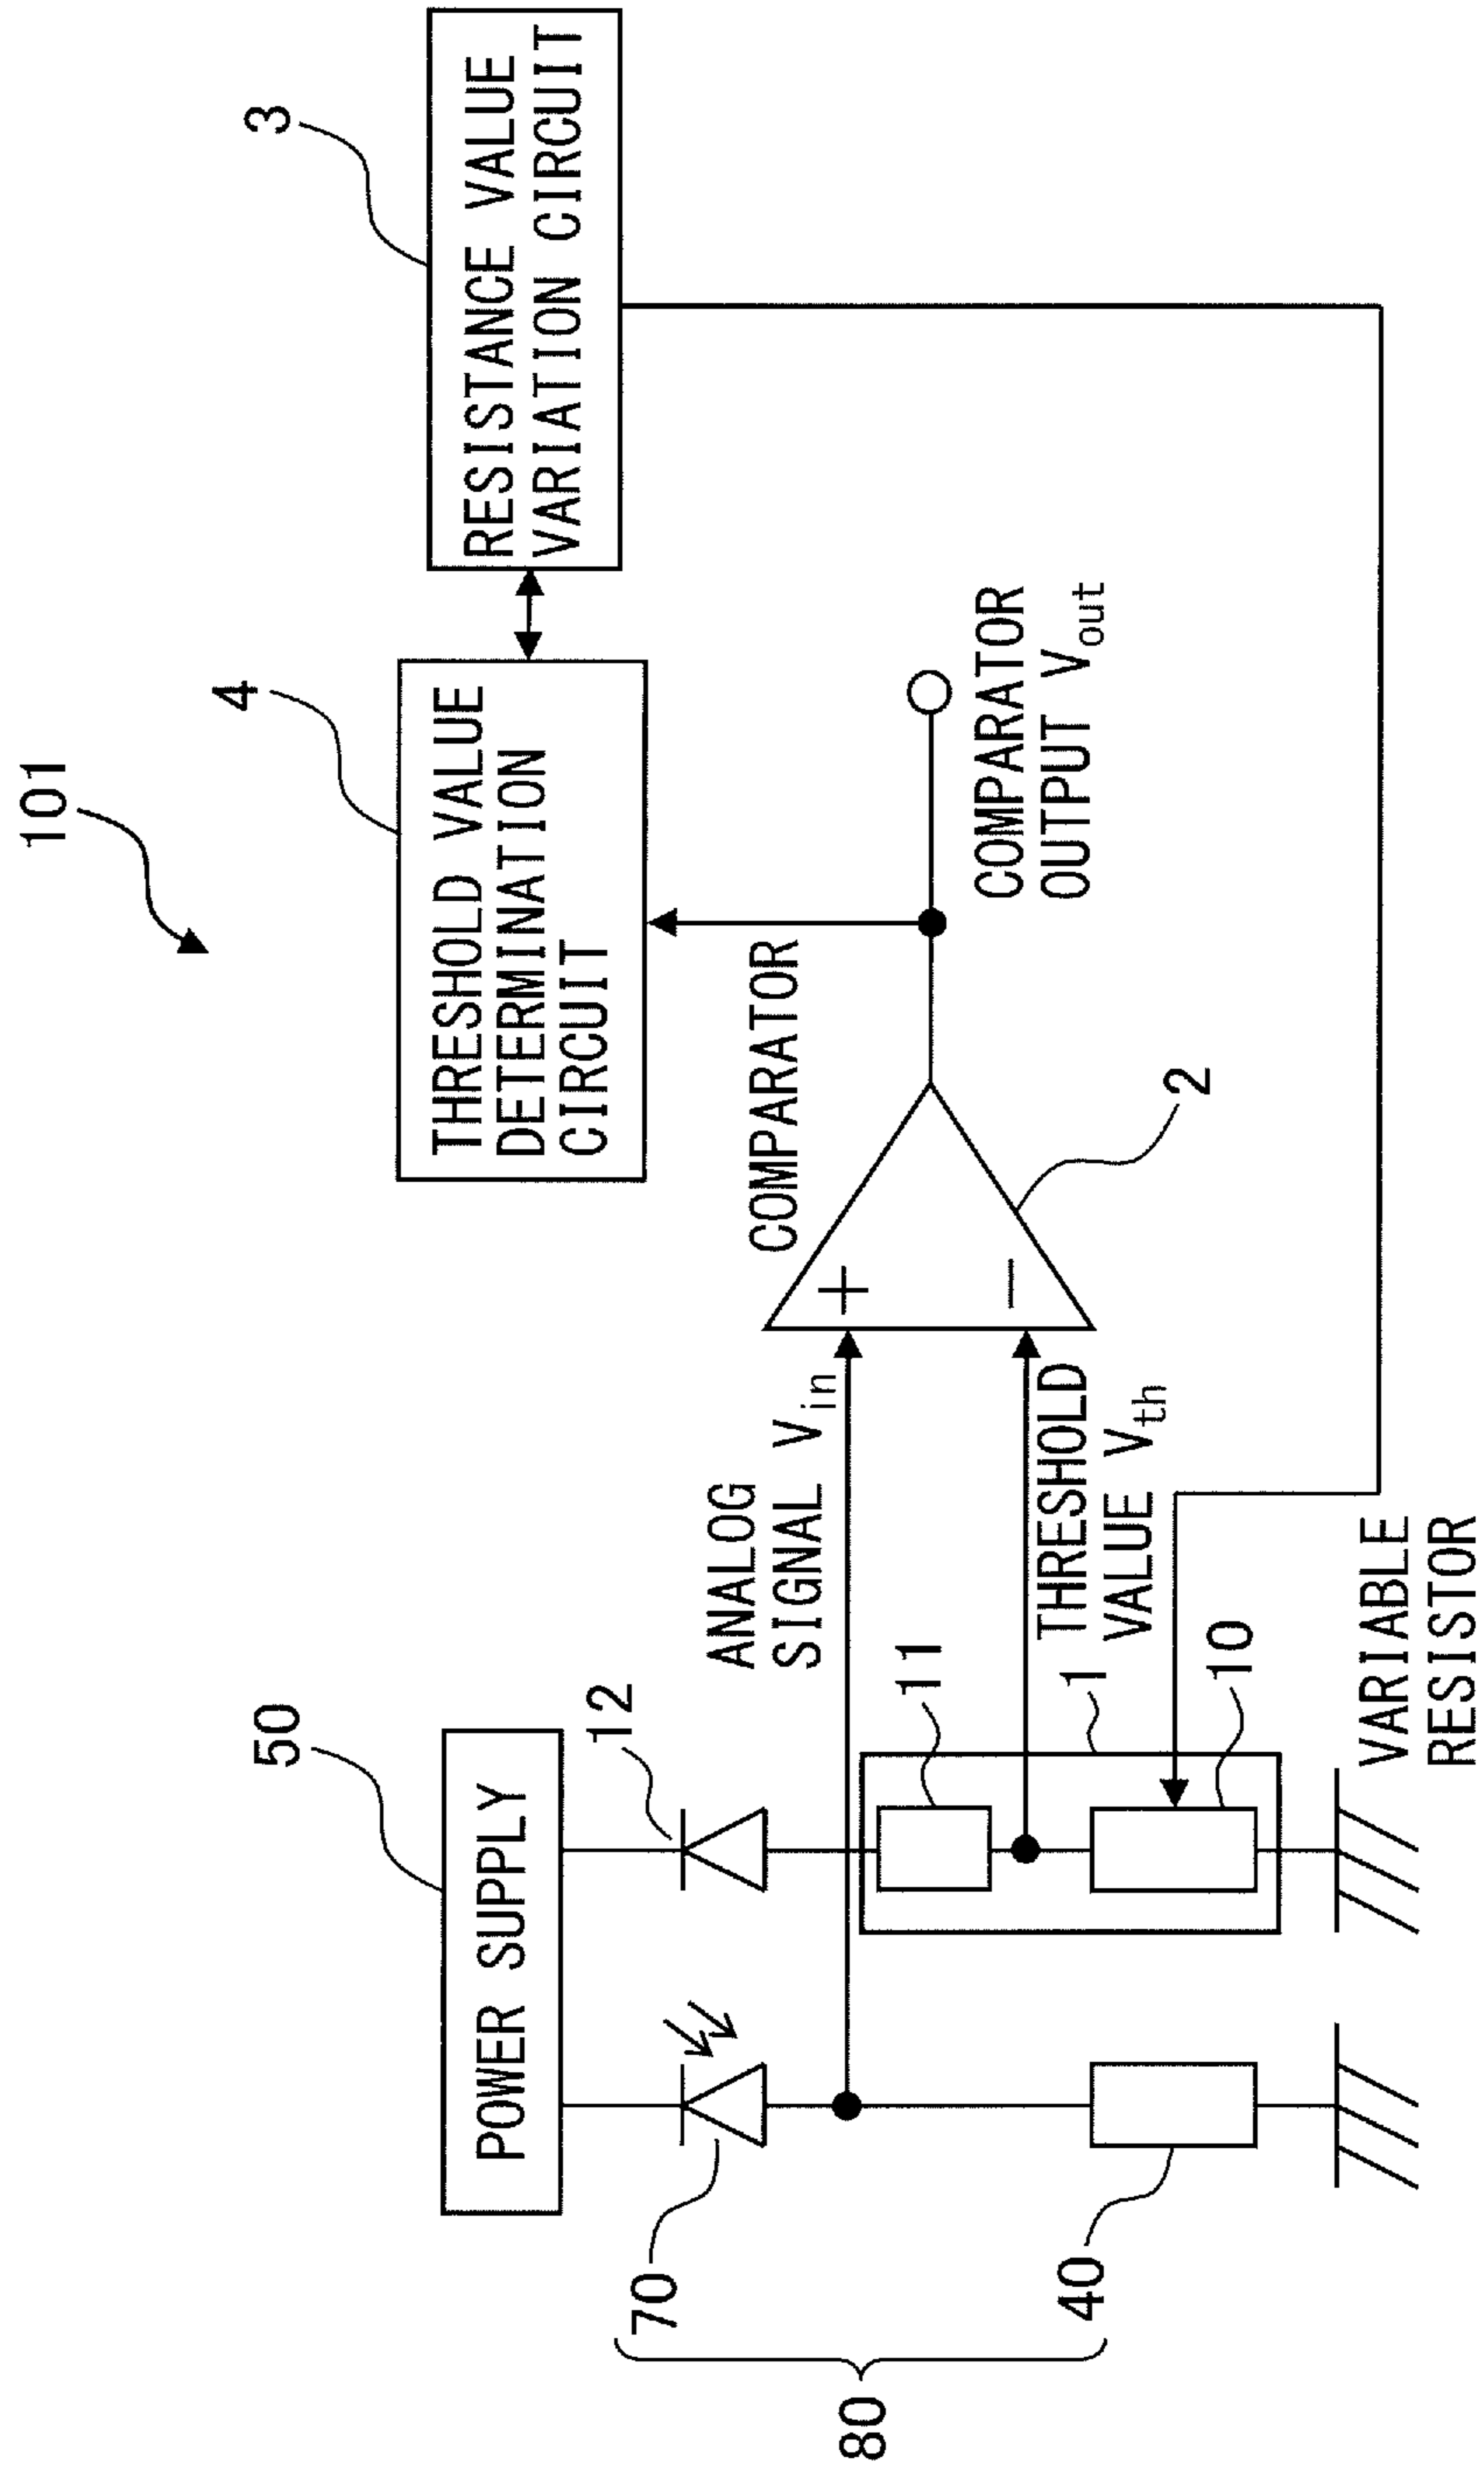 101
3
RESISTANCE VALUE
VARIATION CIRCUIT
4
THRESHOLD VALUE
DETERMINATION
CIRCUIT
50
POWER SUPPLY
12
70
ANALOG
SIGNAL Vin
COMPARATOR
+
−
2
COMPARATOR
OUTPUT Vout
THRESHOLD
VALUE Vth
11
1
10
80
40
VARIABLE
RESISTOR